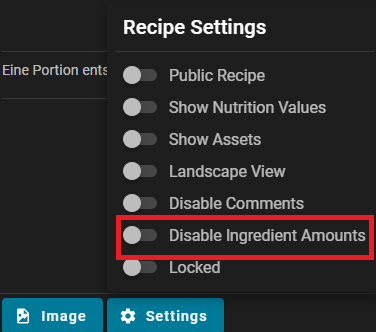 Recipe Settings
Public Recipe
Eine Portion ents
Show Nutrition Values
Show Assets
Landscape View
Disable Comments
Disable Ingredient Amounts
Locked
Image
Settings